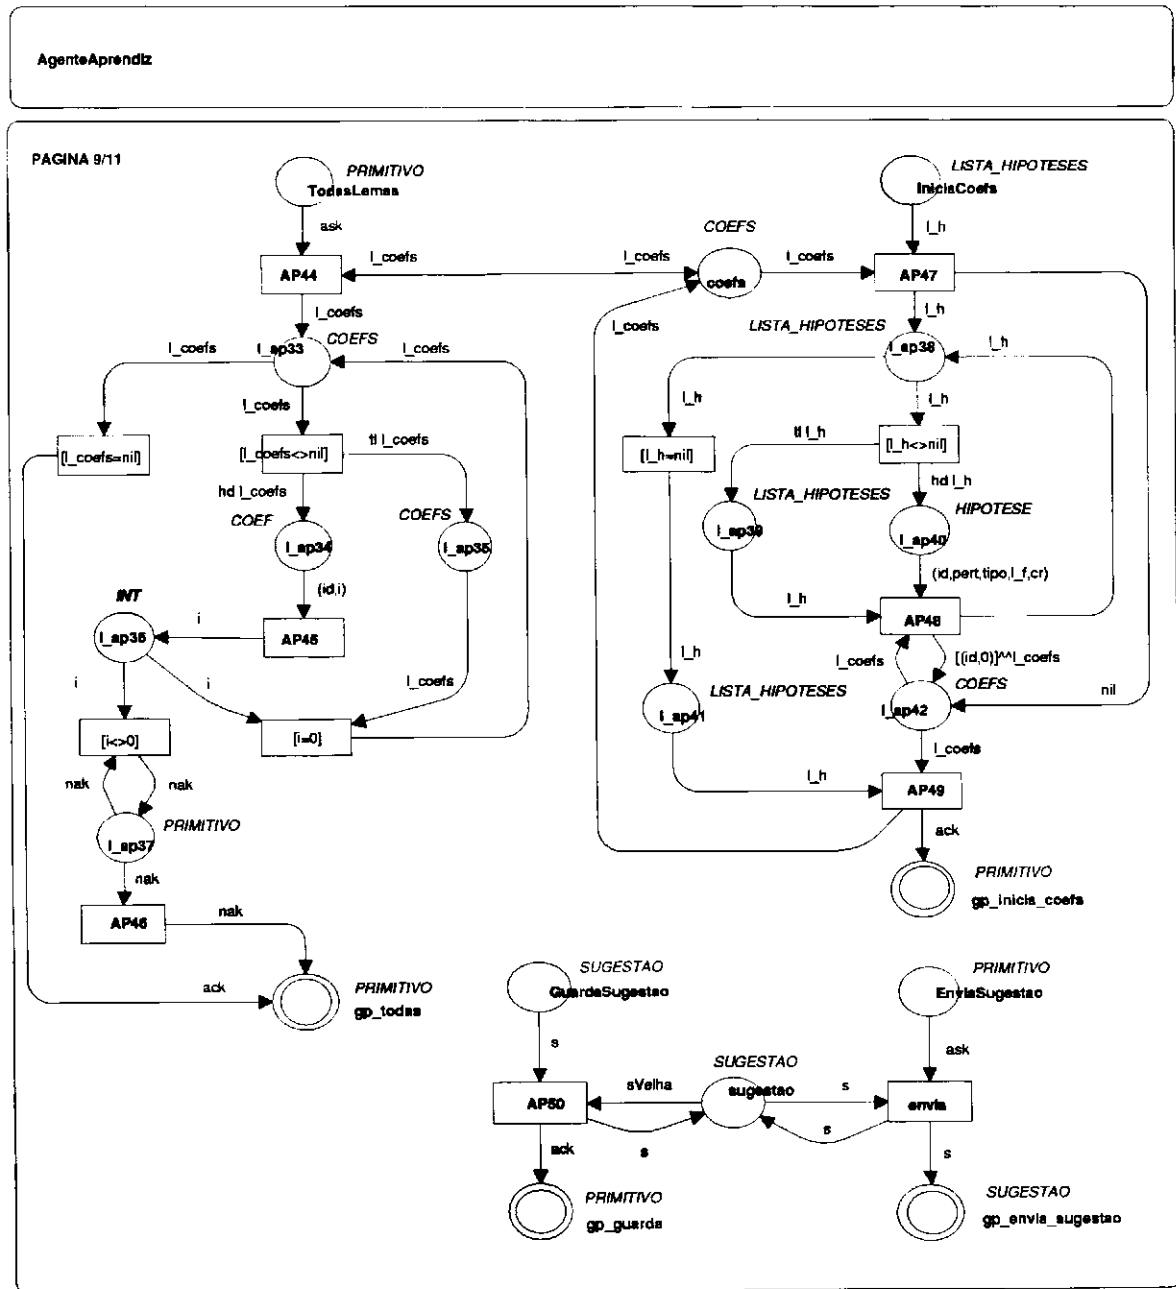 AgenteAprendiz
PAGINA 9/11
PRIMITIVO
TodasLemas
ask
AP44
l_coefs
l_coefs
COEFS
coefs
l_coefs
LISTA_HIPOTESES
IniciaCoefs
l_h
AP47
l_coefs
l_ap33
COEFS
l_coefs
l_coefs
l_coefs
[l_coefs=nil]
[l_coefs<>nil]
tl l_coefs
hd l_coefs
COEF
l_ap34
COEFS
l_ap35
(id,i)
INT
l_ap36
i
AP45
i
i
l_coefs
[i<>0]
[i=0]
nak
nak
PRIMITIVO
l_ap37
nak
AP46
nak
ack
PRIMITIVO
gp_todas
l_coefs
l_h
LISTA_HIPOTESES
l_ap38
l_h
l_h
l_h
[l_h=nil]
tl l_h
[l_h<>nil]
hd l_h
LISTA_HIPOTESES
l_ap39
HIPOTESE
l_ap40
(id,pert,tipo,l_f,cr)
l_h
AP48
l_coefs
[(id,0)]^^l_coefs
l_h
LISTA_HIPOTESES
l_ap41
COEFS
l_ap42
nil
l_coefs
l_h
AP49
ack
PRIMITIVO
gp_inicia_coefs
SUGESTAO
GuardaSugestao
s
AP50
sVelha
s
SUGESTAO
sugestao
s
s
ack
PRIMITIVO
gp_guarda
PRIMITIVO
EnviaSugestao
ask
envia
s
SUGESTAO
gp_envia_sugestao